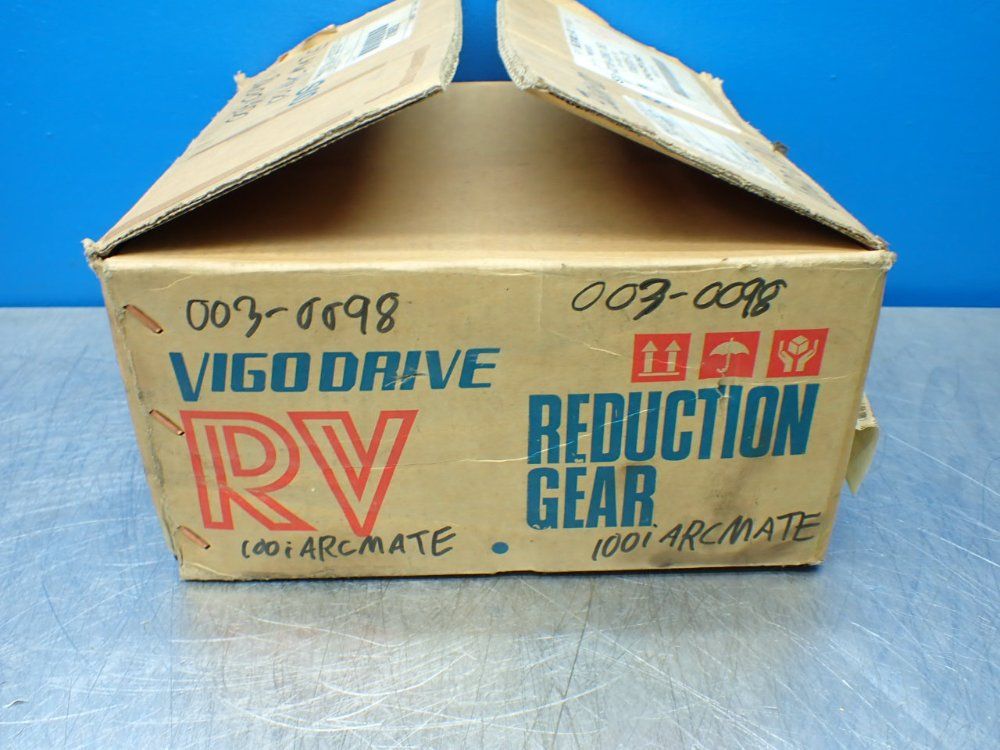 003-0098
003-0098
VIGO DRIVE
RV
REDUCTION
GEAR
100i ARCMATE
100i ARCMATE